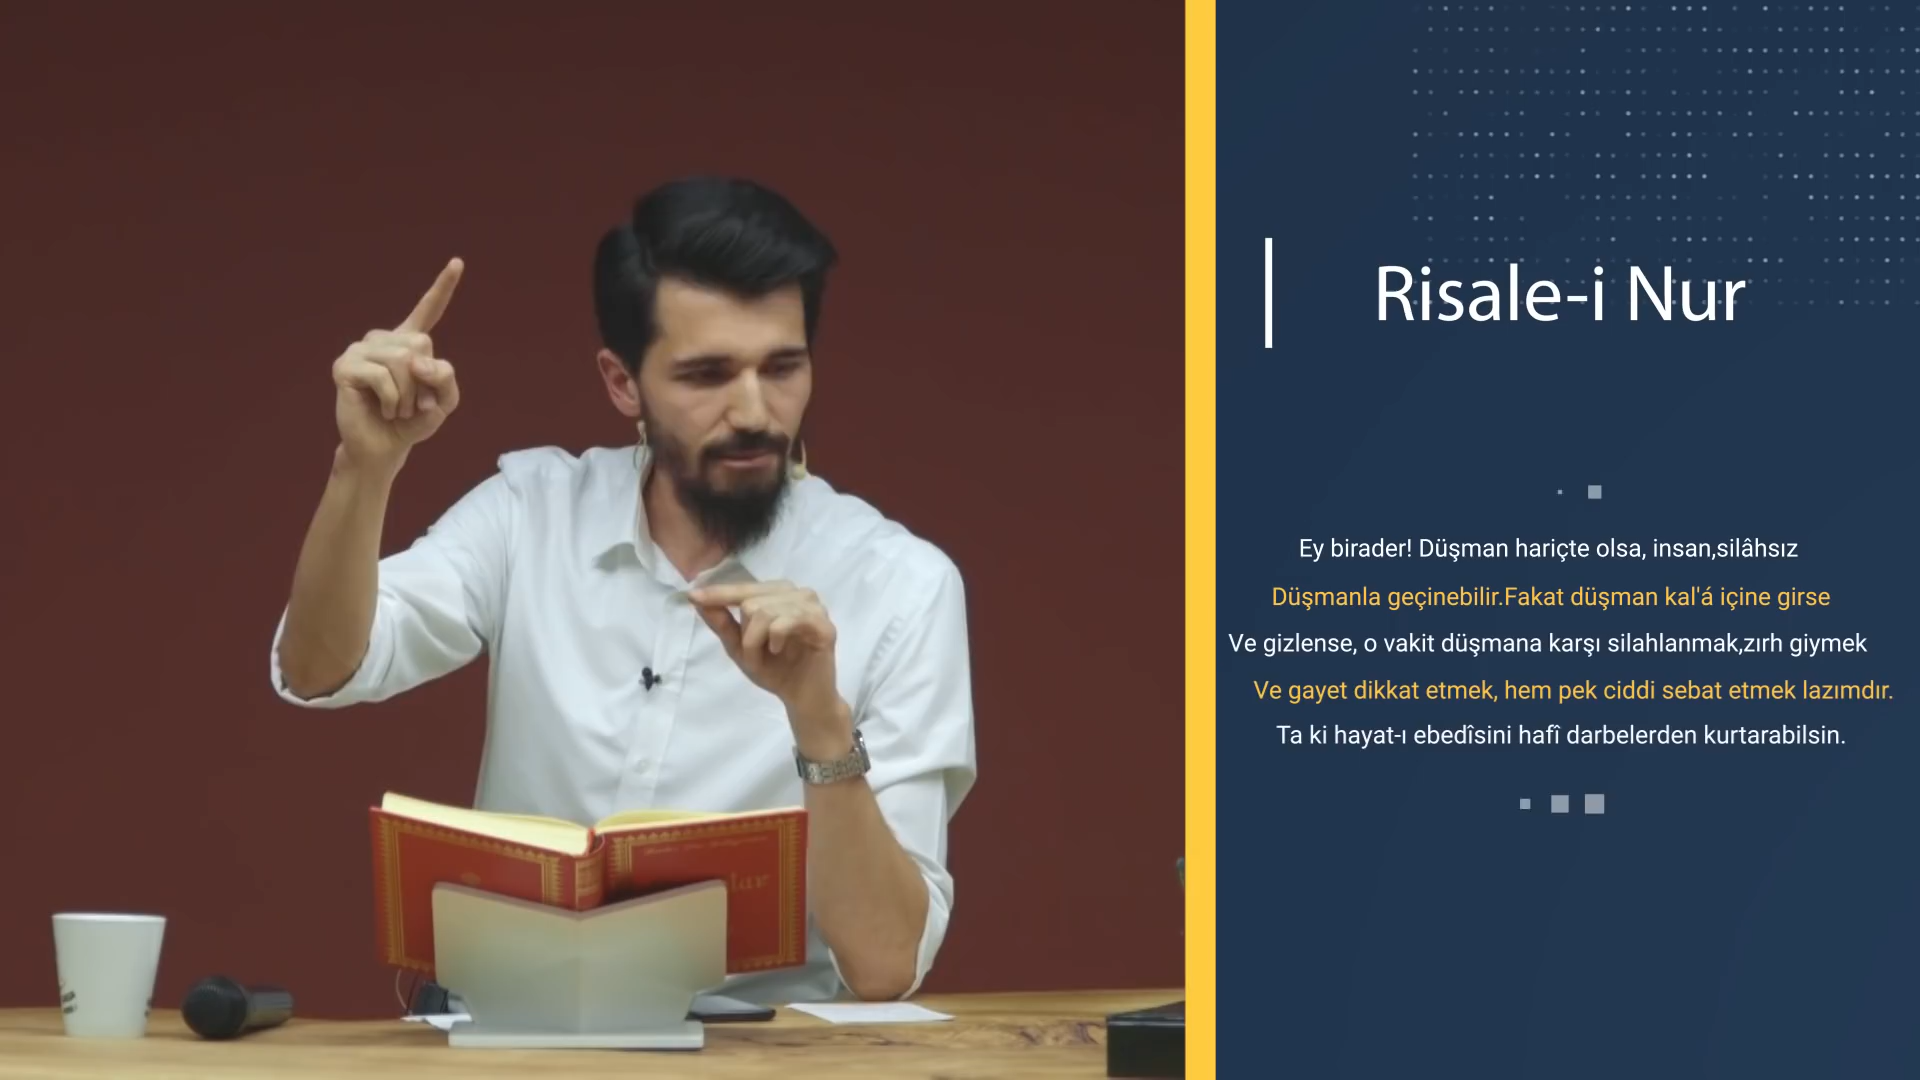 Risale-i Nur
Ey birader! Düşman hariçte olsa, insan,silâhsız
Düşmanla geçinebilir.Fakat düşman kal'á içine girse
Ve gizlense, o vakit düşmana karşı silahlanmak,zırh giymek
Ve gayet dikkat etmek, hem pek ciddi sebat etmek lazımdır.
Ta ki hayat-ı ebedîsini hafî darbelerden kurtarabilsin.